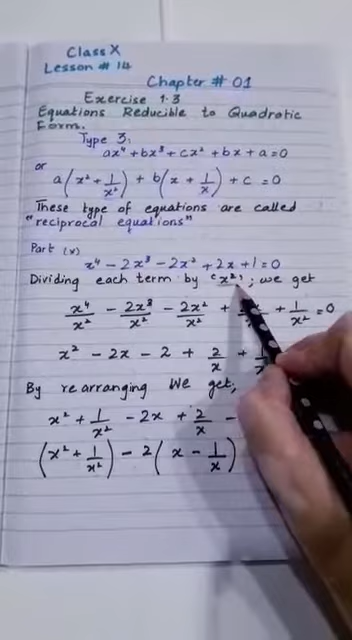 Class X
Lesson # 14
Chapter # 01
Exercise 1.3
Equations Reducible to Quadratic
Form.
Type 3:
ax⁴ + bx³ + cx² + bx + a = 0
or
a(x² + 1/x²) + b(x + 1/x) + c = 0
These type of equations are called
"reciprocal equations"
Part (x)
x⁴ - 2x³ - 2x² + 2x + 1 = 0
Dividing each term by 'x²', we get
x⁴/x² - 2x³/x² - 2x²/x² + + 1/x² = 0
x² - 2x - 2 + 2/x +
By rearranging We get,
x² + 1/x² - 2x + 2/x -
(x² + 1/x²) - 2(x - 1/x)